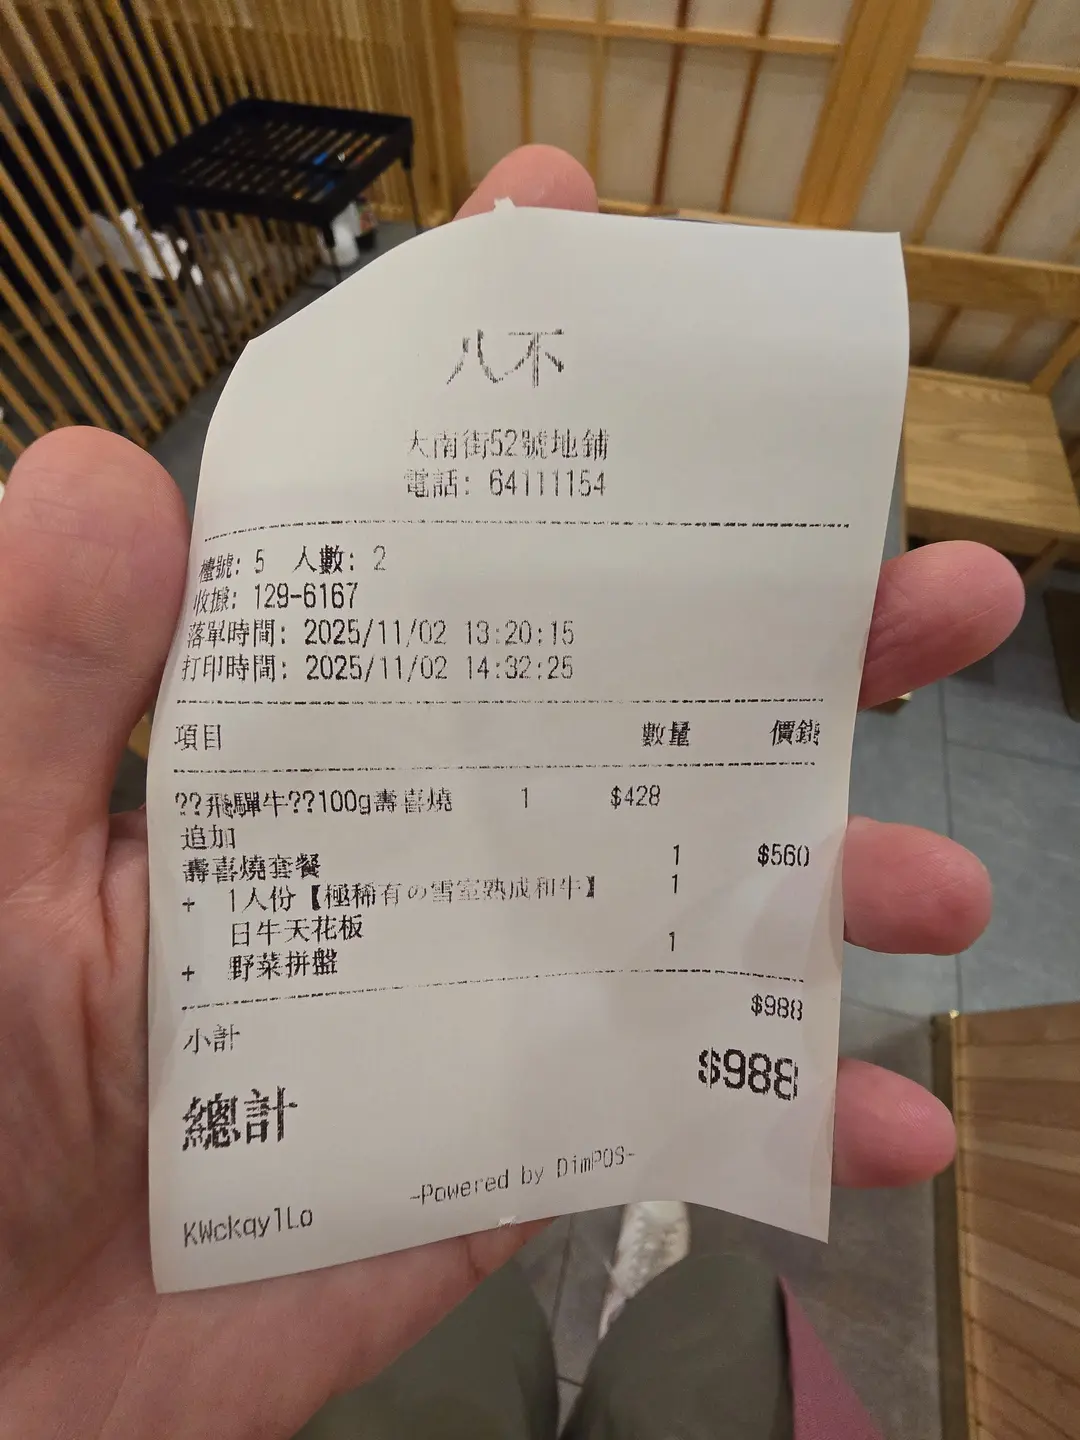 八不
大南街52號地鋪
電話: 64111154
檯號: 5 人數: 2
收據: 129-6167
落單時間: 2025/11/02 13:20:15
打印時間: 2025/11/02 14:32:25
項目 數量 價錢
??飛驒牛??100g壽喜燒 1 $428
追加
壽喜燒套餐 1 $560
+ 1人份【極稀有の雪室熟成和牛】 1
日牛天花板
+ 野菜拼盤 1
小計 $988
總計 $988
-Powered by DimPOS-
KWckay1Lo